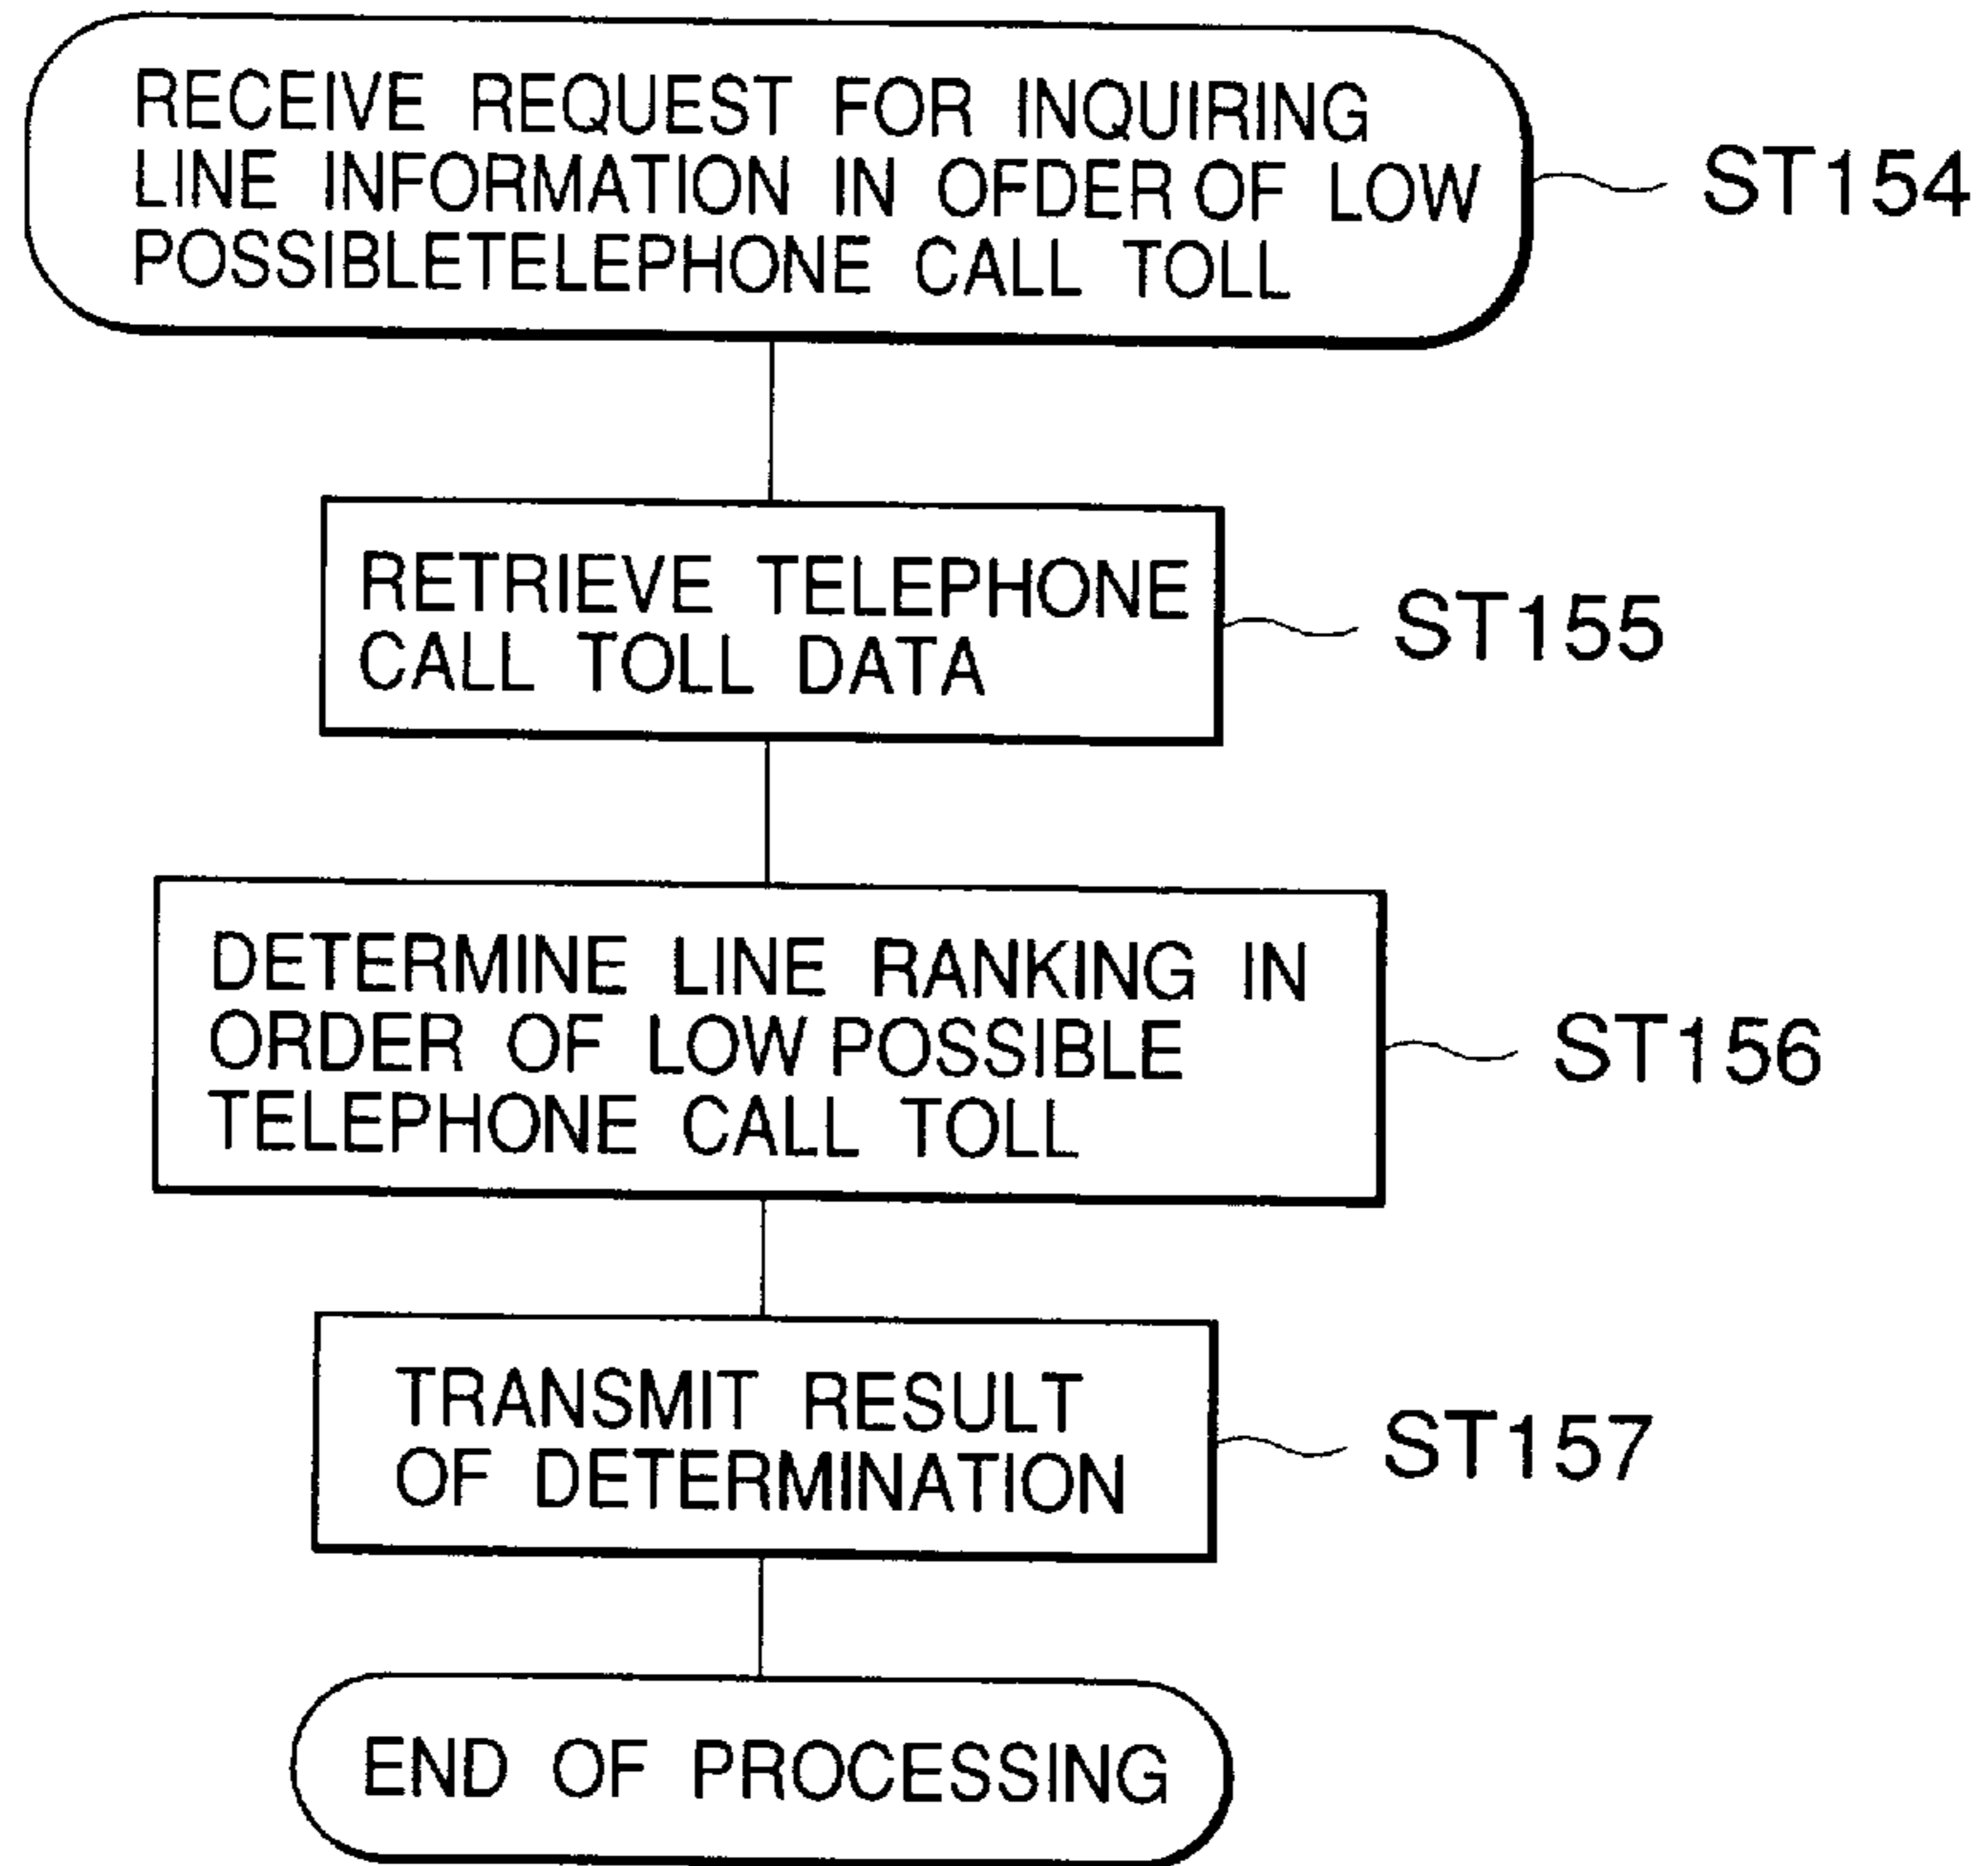 RECEIVE REQUEST FOR INQUIRING
LINE INFORMATION IN OFDER OF LOW
POSSIBLETELEPHONE CALL TOLL
ST154
RETRIEVE TELEPHONE
CALL TOLL DATA
ST155
DETERMINE LINE RANKING IN
ORDER OF LOW POSSIBLE
TELEPHONE CALL TOLL
ST156
TRANSMIT RESULT
OF DETERMINATION
ST157
END OF PROCESSING